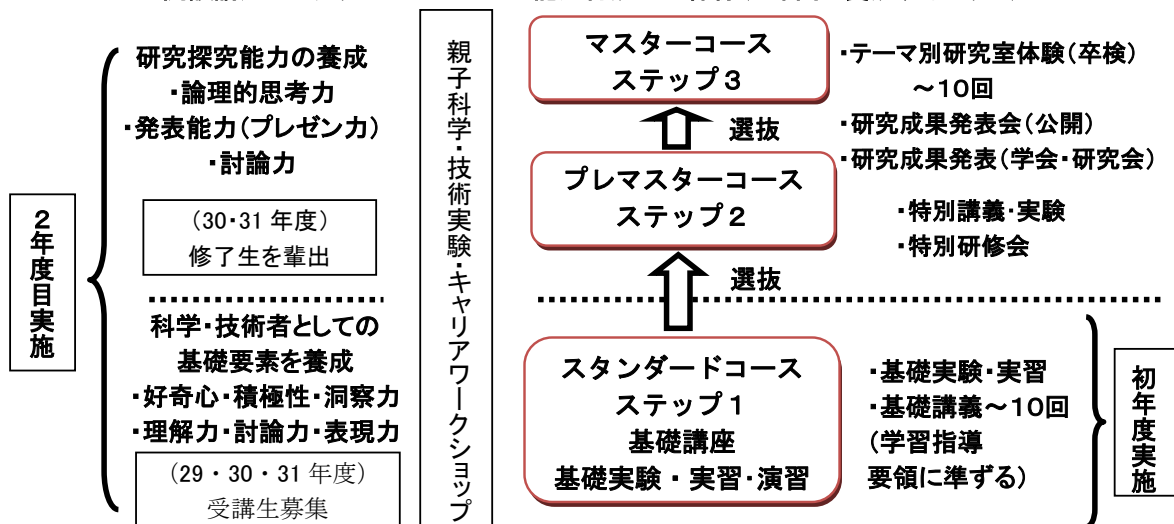 2年度目実施
研究探究能力の養成
・論理的思考力
・発表能力(プレゼン力)
・討論力
(30・31 年度)
修了生を輩出
科学・技術者としての
基礎要素を養成
・好奇心・積極性・洞察力
・理解力・討論力・表現力
(29・30・31 年度)
受講生募集
親子科学・技術実験・キャリアワークショップ
マスターコース
ステップ3
選抜
プレマスターコース
ステップ2
選抜
スタンダードコース
ステップ1
基礎講座
基礎実験・実習・演習
・テーマ別研究室体験(卒検)
~10回
・研究成果発表会(公開)
・研究成果発表(学会・研究会)
・特別講義・実験
・特別研修会
・基礎実験・実習
・基礎講義~10回
(学習指導
要領に準ずる)
初年度実施